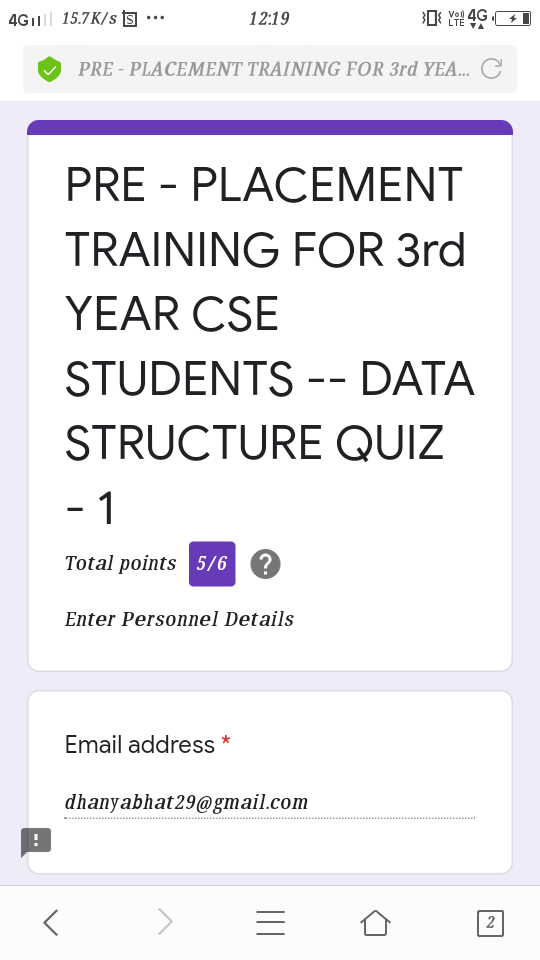 4G 15.7K/s S ... 12:19 Vo) LTE 4G
PRE - PLACEMENT TRAINING FOR 3rd YEA...
PRE - PLACEMENT
TRAINING FOR 3rd
YEAR CSE
STUDENTS -- DATA
STRUCTURE QUIZ
- 1
Total points 5/6 ?
Enter Personnel Details
Email address *
dhanyabhat29@gmail.com
!
2